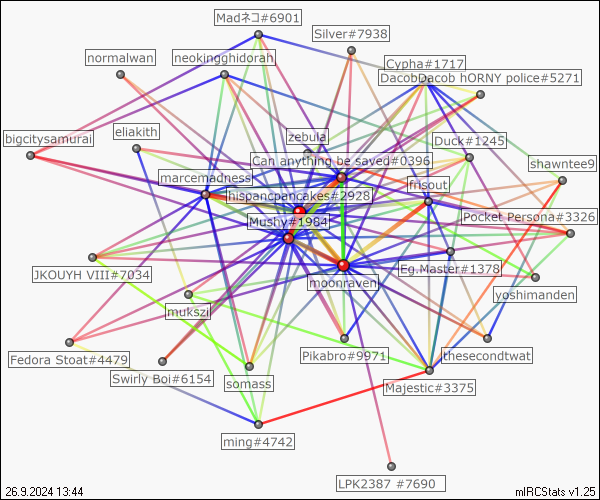 Madネコ#6901
Silver#7938
normalwan
neokingghidorah
Cypha#1717
DacobDacob hORNY police#5271
bigcitysamurai
eliakith
zebula
Duck#1245
Can anything be saved#0396
shawntee9
marcemadness
hispancpancakes#2928
fnsout
Mushy#1984
Pocket Persona#3326
JKOUYH VIII#7034
Eg.Master#1378
moonraven
yoshimanden
mukszil
Fedora Stoat#4479
Pikabro#9971
thesecondtwat
Swirly Boi#6154
somass
Majestic#3375
ming#4742
LPK2387 #7690
26.9.2024 13:44
mIRCStats v1.25